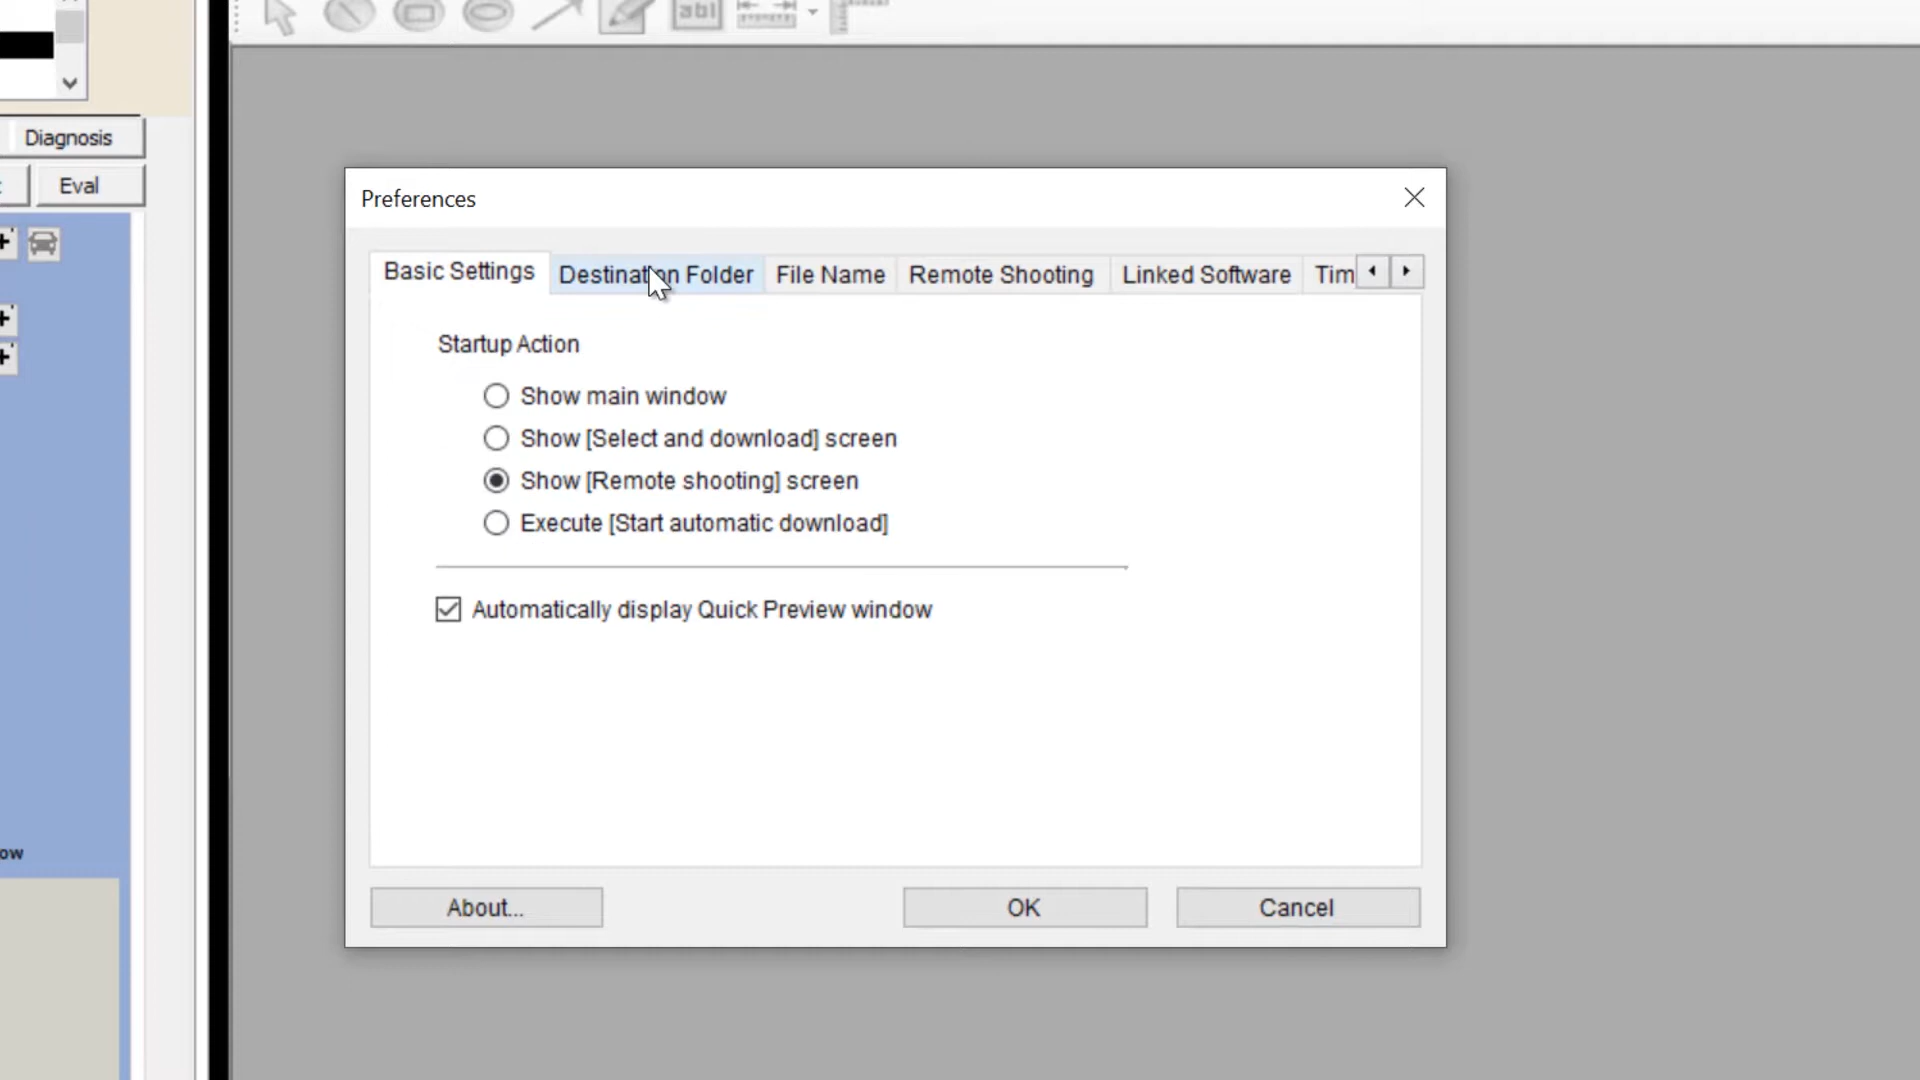 abl
Diagnosis
Eval
Preferences
Basic Settings Destination Folder File Name Remote Shooting Linked Software Tim
Startup Action
Show main window
Show [Select and download] screen
Show [Remote shooting] screen
Execute [Start automatic download]
Automatically display Quick Preview window
ow
About... OK Cancel